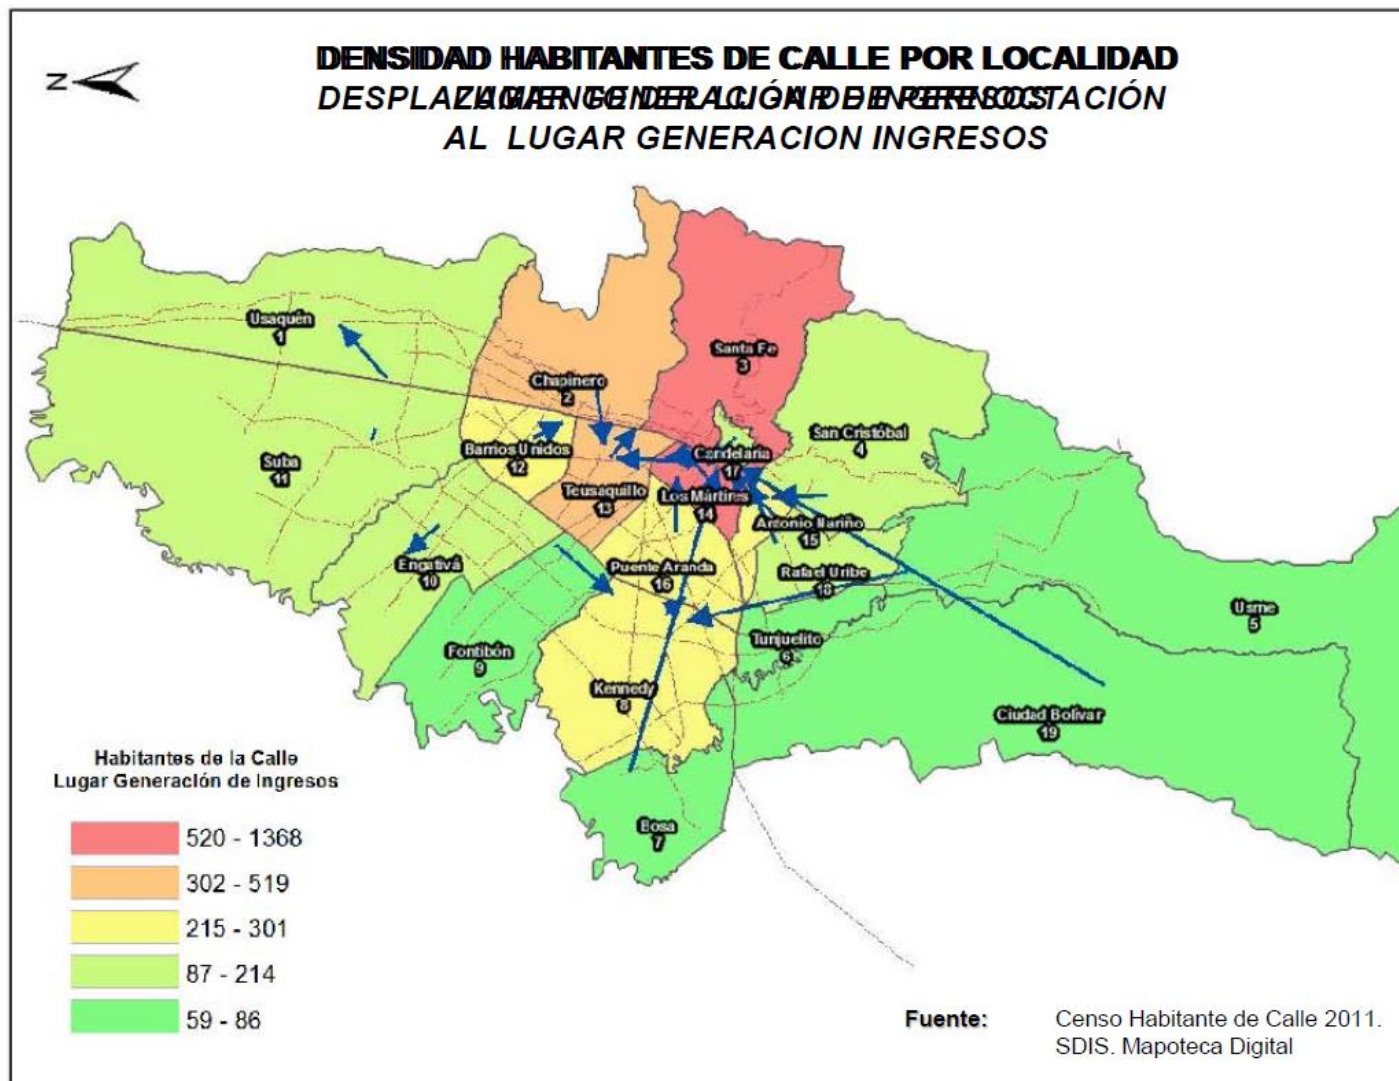 DENSIDAD HABITANTES DE CALLE POR LOCALIDAD
AL LUGAR GENERACION INGRESOS
N
Usaquén
1
Santa Fe
3
Chapinero
2
San Cristóbal
4
Barrios Unidos
12
Candelaria
17
Suba
11
Teusaquillo
13
Los Mártires
14
Antonio Nariño
15
Engativá
10
Puente Aranda
16
Rafael Uribe
18
Usme
5
Fontibón
9
Tunjuelito
6
Kennedy
8
Ciudad Bolívar
19
Bosa
7
Habitantes de la Calle
Lugar Generación de Ingresos
520 - 1368
302 - 519
215 - 301
87 - 214
59 - 86
Fuente: Censo Habitante de Calle 2011.
SDIS. Mapoteca Digital